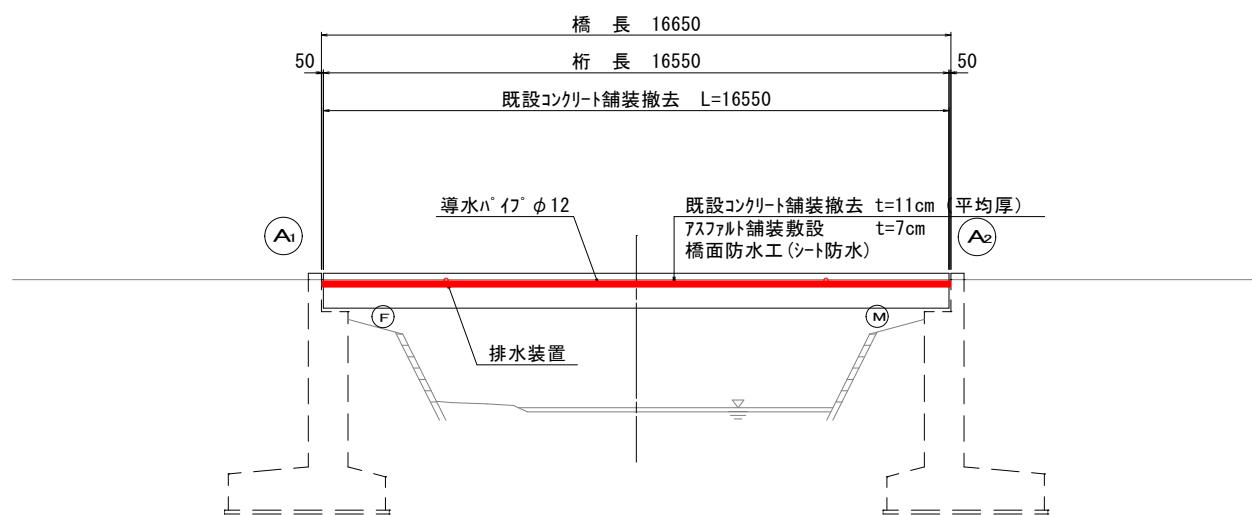 橋 長 16650
50
桁 長 16550
50
既設ｺﾝｸﾘｰﾄ舗装撤去 L=16550
導水ﾊﾟｲﾌﾟφ12
既設ｺﾝｸﾘｰﾄ舗装撤去 t=11cm (平均厚)
ｱｽﾌｧﾙﾄ舗装敷設 t=7cm
橋面防水工(ｼｰﾄ防水)
A1
A2
F
M
排水装置